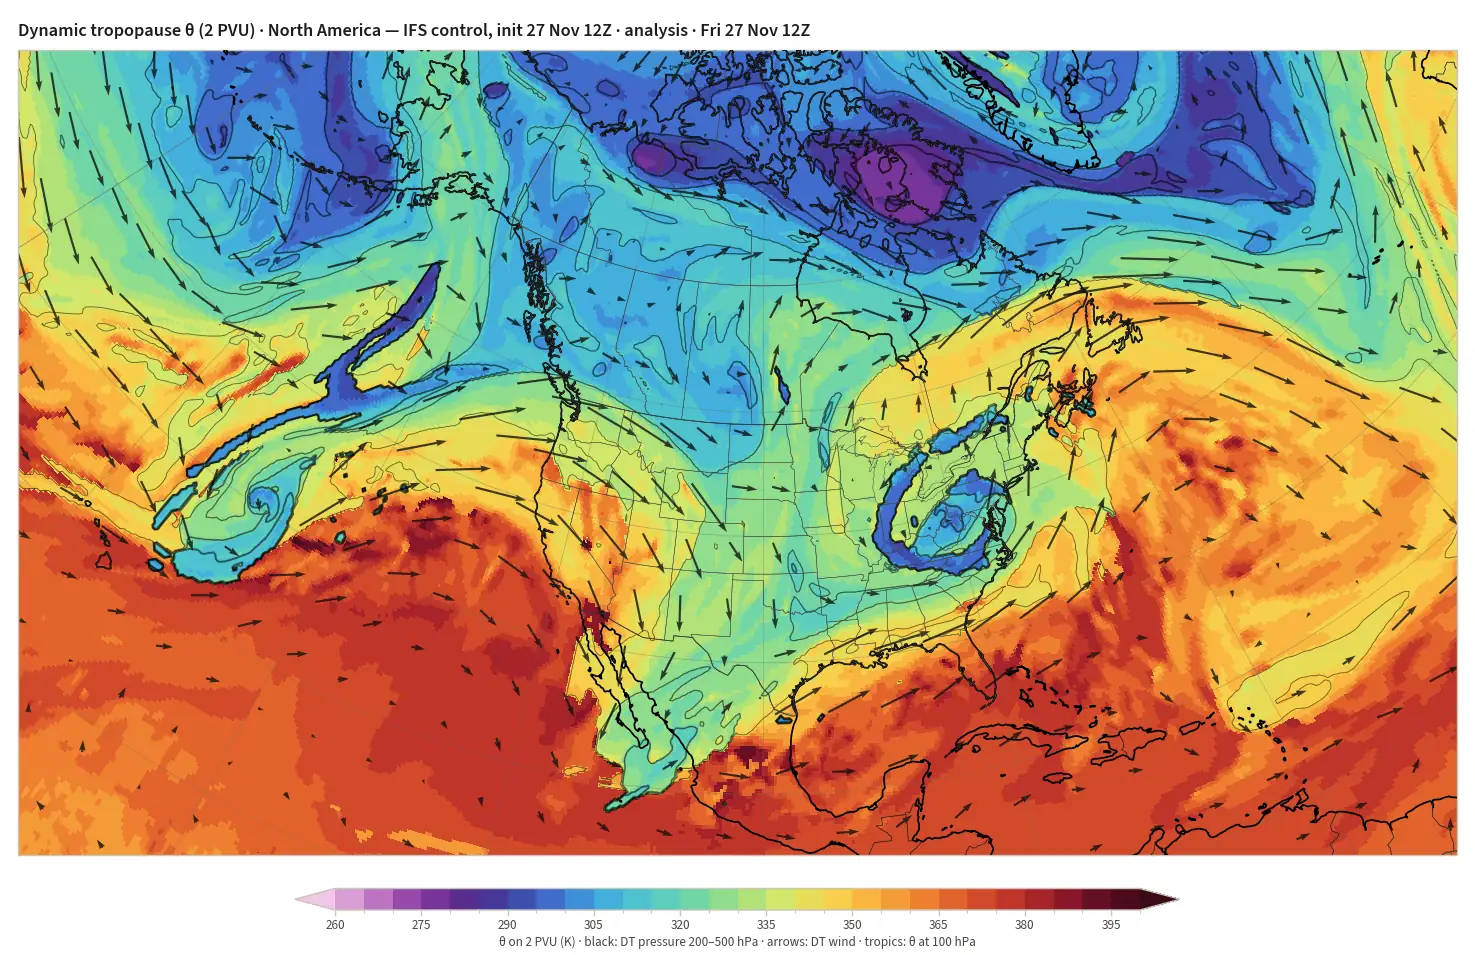 Dynamic tropopause θ (2 PVU) · North America — IFS control, init 27 Nov 12Z · analysis · Fri 27 Nov 12Z
260 275 290 305 320 335 350 365 380 395
θ on 2 PVU (K) · black: DT pressure 200–500 hPa · arrows: DT wind · tropics: θ at 100 hPa